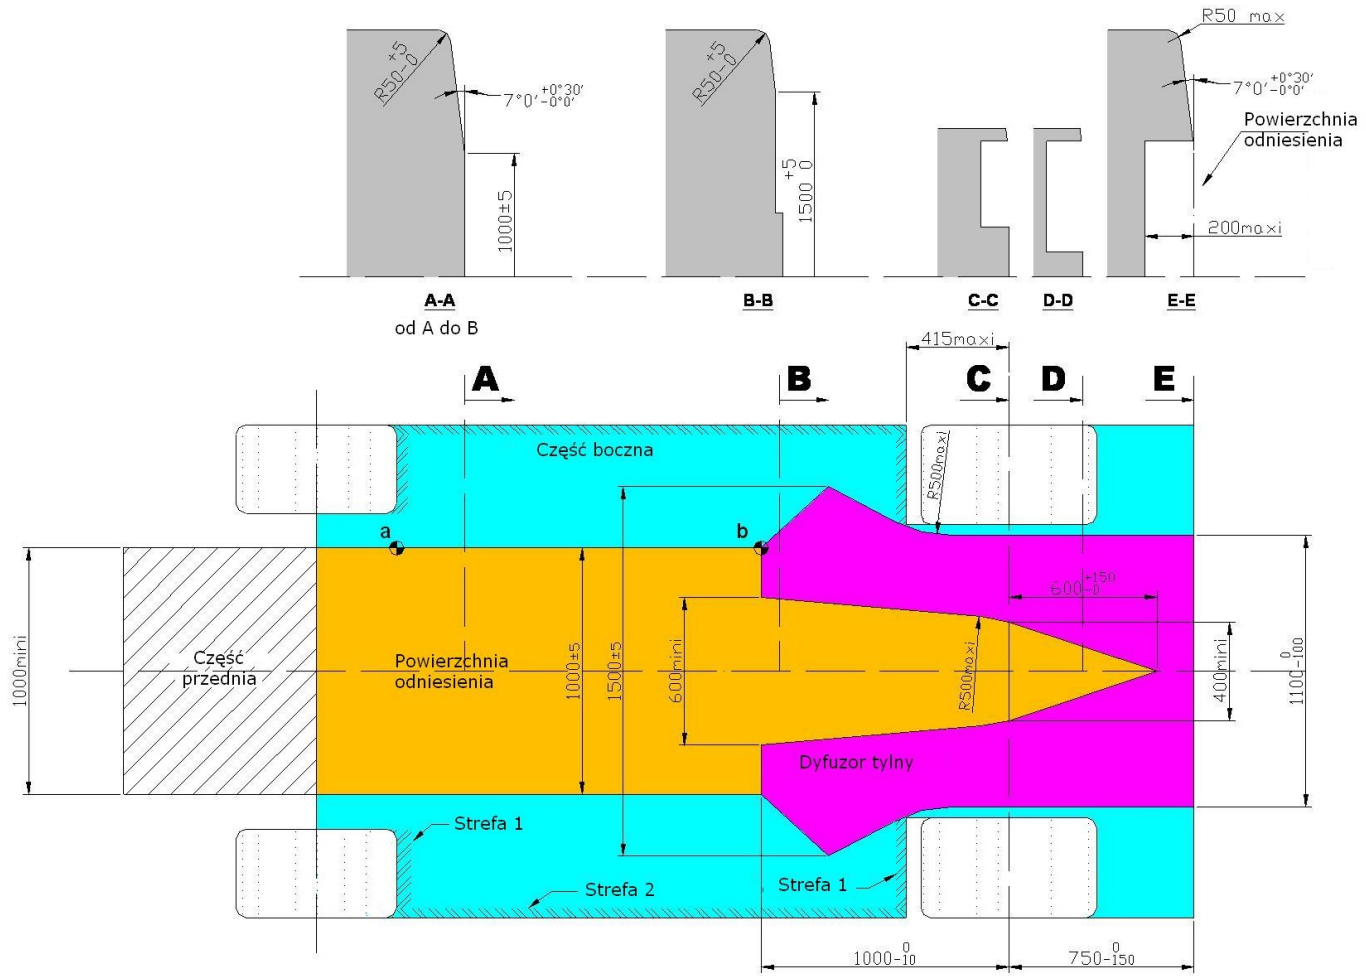 R50 +5 -0
7°0' +0°30' -0°0'
1000±5
A-A
od A do B
R50 +5 -0
1500 +5 0
B-B
C-C
D-D
R50 max
7°0' +0°30' -0°0'
Powierzchnia
odniesienia
200maxi
E-E
415maxi
A
B
C
D
E
Część boczna
R500maxi
a
b
600 +150 -0
1000mini
Część
przednia
Powierzchnia
odniesienia
1000±5
1500±5
600mini
R500maxi
400mini
1100 0 -100
Dyfuzor tylny
Strefa 1
Strefa 2
Strefa 1
1000 0 -10
750 0 -150